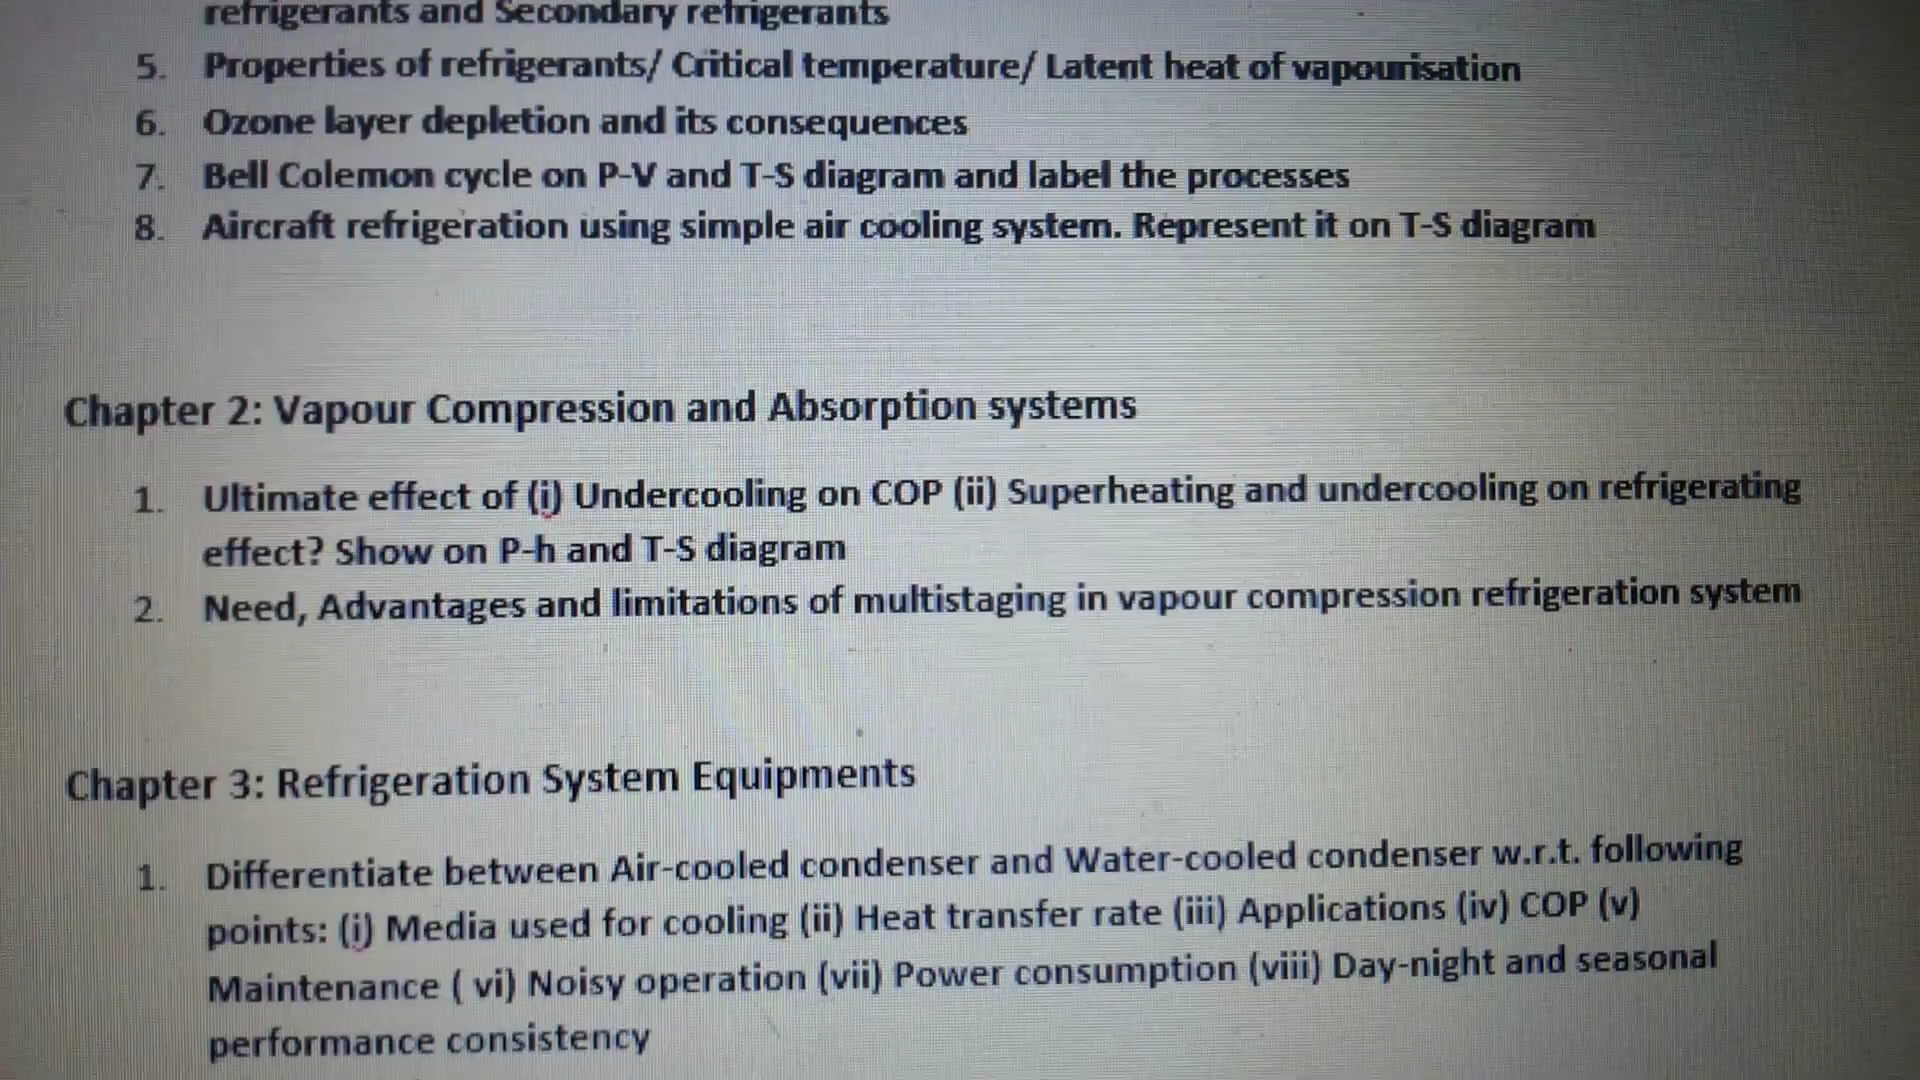 refrigerants and Secondary refrigerants
5. Properties of refrigerants/ Critical temperature/ Latent heat of vapourisation
6. Ozone layer depletion and its consequences
7. Bell Colemon cycle on P-V and T-S diagram and label the processes
8. Aircraft refrigeration using simple air cooling system. Represent it on T-S diagram
Chapter 2: Vapour Compression and Absorption systems
1. Ultimate effect of (i) Undercooling on COP (ii) Superheating and undercooling on refrigerating
effect? Show on P-h and T-S diagram
2. Need, Advantages and limitations of multistaging in vapour compression refrigeration system
Chapter 3: Refrigeration System Equipments
1. Differentiate between Air-cooled condenser and Water-cooled condenser w.r.t. following
points: (i) Media used for cooling (ii) Heat transfer rate (iii) Applications (iv) COP (v)
Maintenance ( vi) Noisy operation (vii) Power consumption (viii) Day-night and seasonal
performance consistency